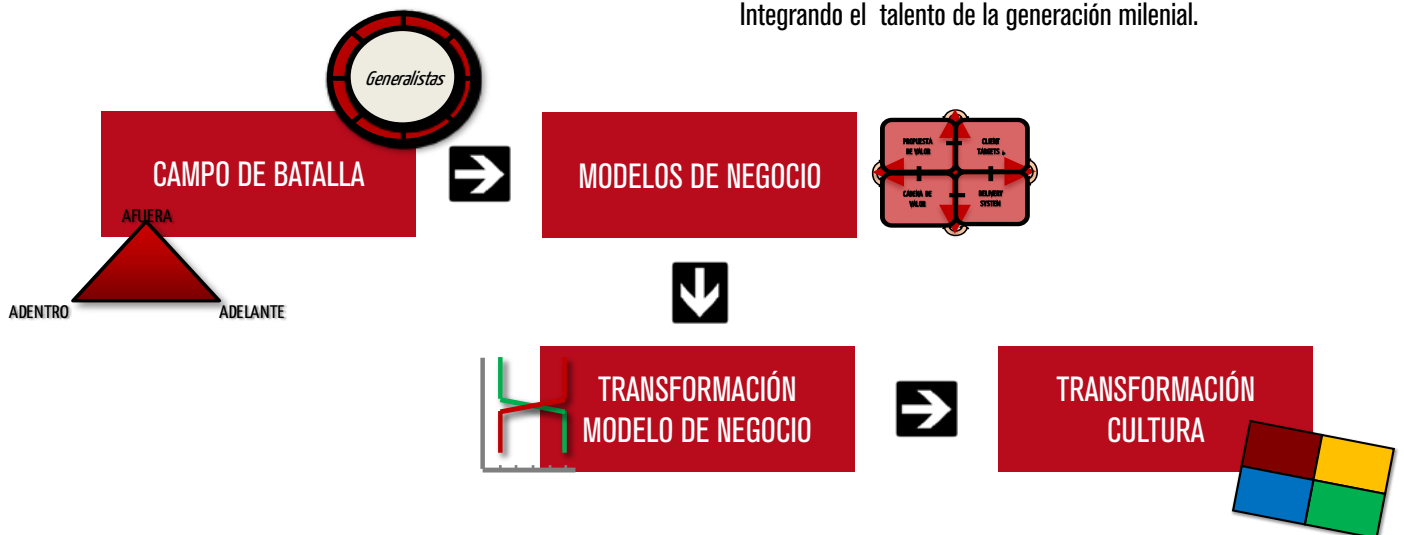 Integrando el  talento de la generación milenial.
Generalistas
CAMPO DE BATALLA
AFUERA
ADENTRO
ADELANTE
MODELOS DE NEGOCIO
PROPUESTA
DE VALOR
CLIENT
TARGETS
CADENA DE
VALOR
DELIVERY
SYSTEM
TRANSFORMACIÓN
MODELO DE NEGOCIO
TRANSFORMACIÓN
CULTURA